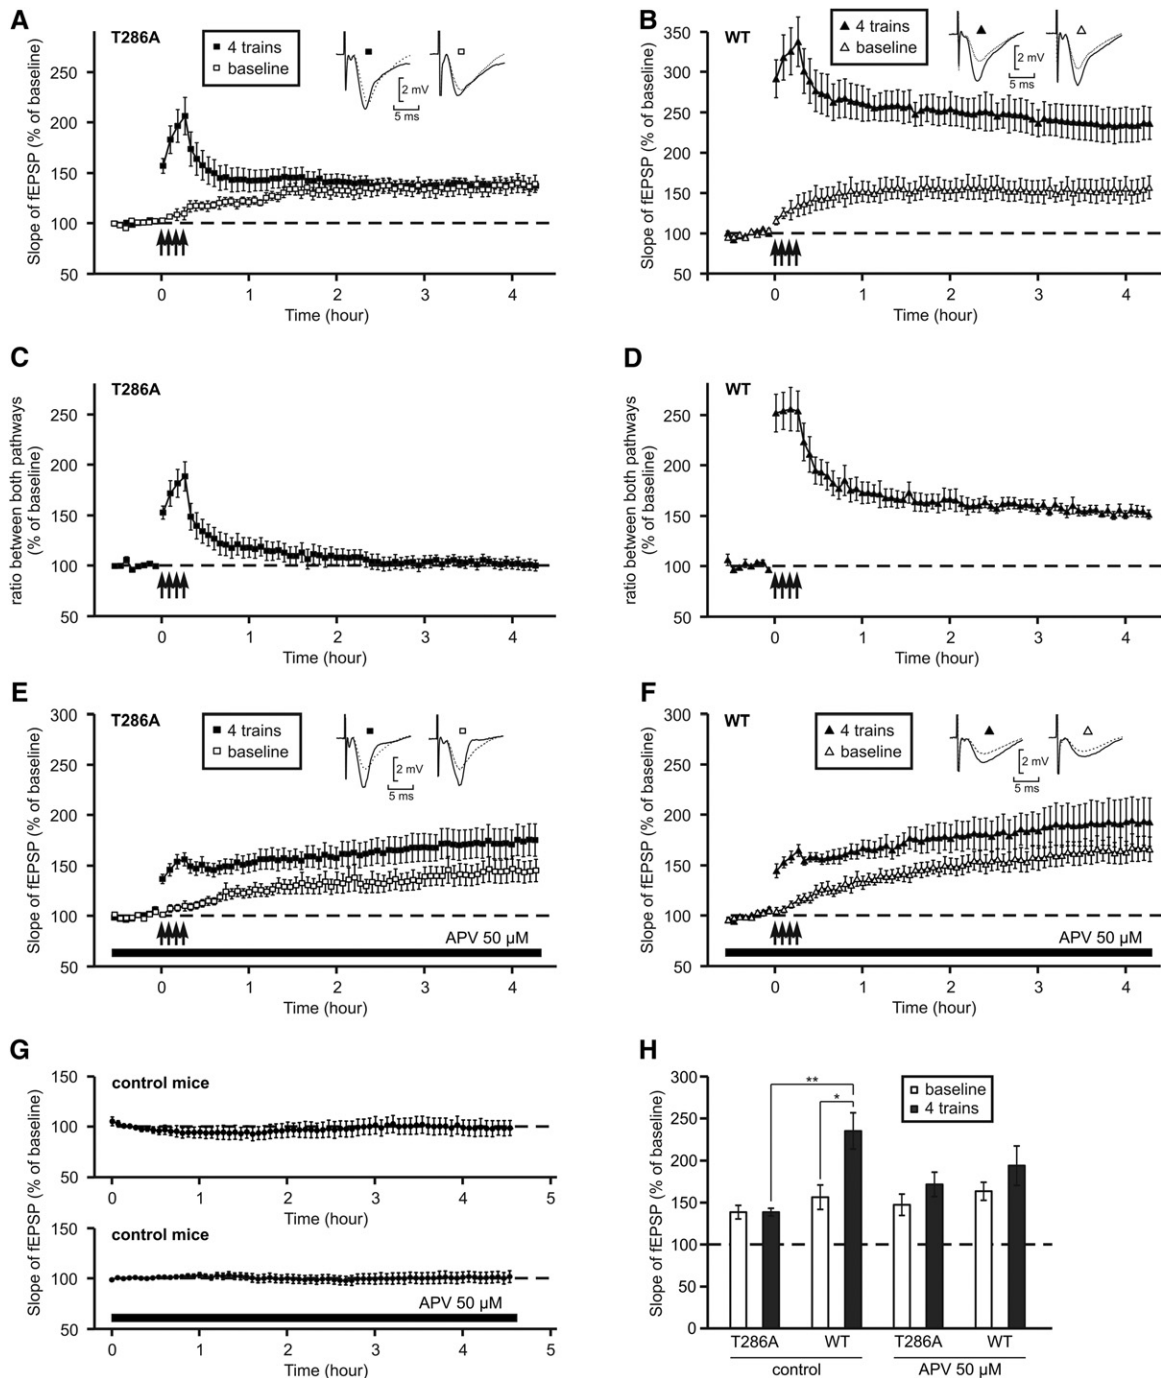 A
T286A
4 trains
baseline
2 mV
5 ms
Slope of fEPSP (% of baseline)
250
200
150
100
50
0 1 2 3 4
Time (hour)
B
WT
4 trains
baseline
2 mV
5 ms
Slope of fEPSP (% of baseline)
350
300
250
200
150
100
50
0 1 2 3 4
Time (hour)
C
T286A
ratio between both pathways
(% of baseline)
250
200
150
100
50
0 1 2 3 4
Time (hour)
D
WT
ratio between both pathways
(% of baseline)
250
200
150
100
50
0 1 2 3 4
Time (hour)
E
T286A
4 trains
baseline
2 mV
5 ms
Slope of fEPSP (% of baseline)
300
250
200
150
100
50
APV 50 µM
0 1 2 3 4
Time (hour)
F
WT
4 trains
baseline
2 mV
5 ms
Slope of fEPSP (% of baseline)
300
250
200
150
100
50
APV 50 µM
0 1 2 3 4
Time (hour)
G
control mice
Slope of fEPSP (% of baseline)
150
100
50
0 1 2 3 4 5
Time (hour)
control mice
150
100
50
APV 50 µM
0 1 2 3 4 5
Time (hour)
H
baseline
4 trains
**
*
Slope of fEPSP (% of baseline)
300
250
200
150
100
50
0
T286A WT T286A WT
control APV 50 µM